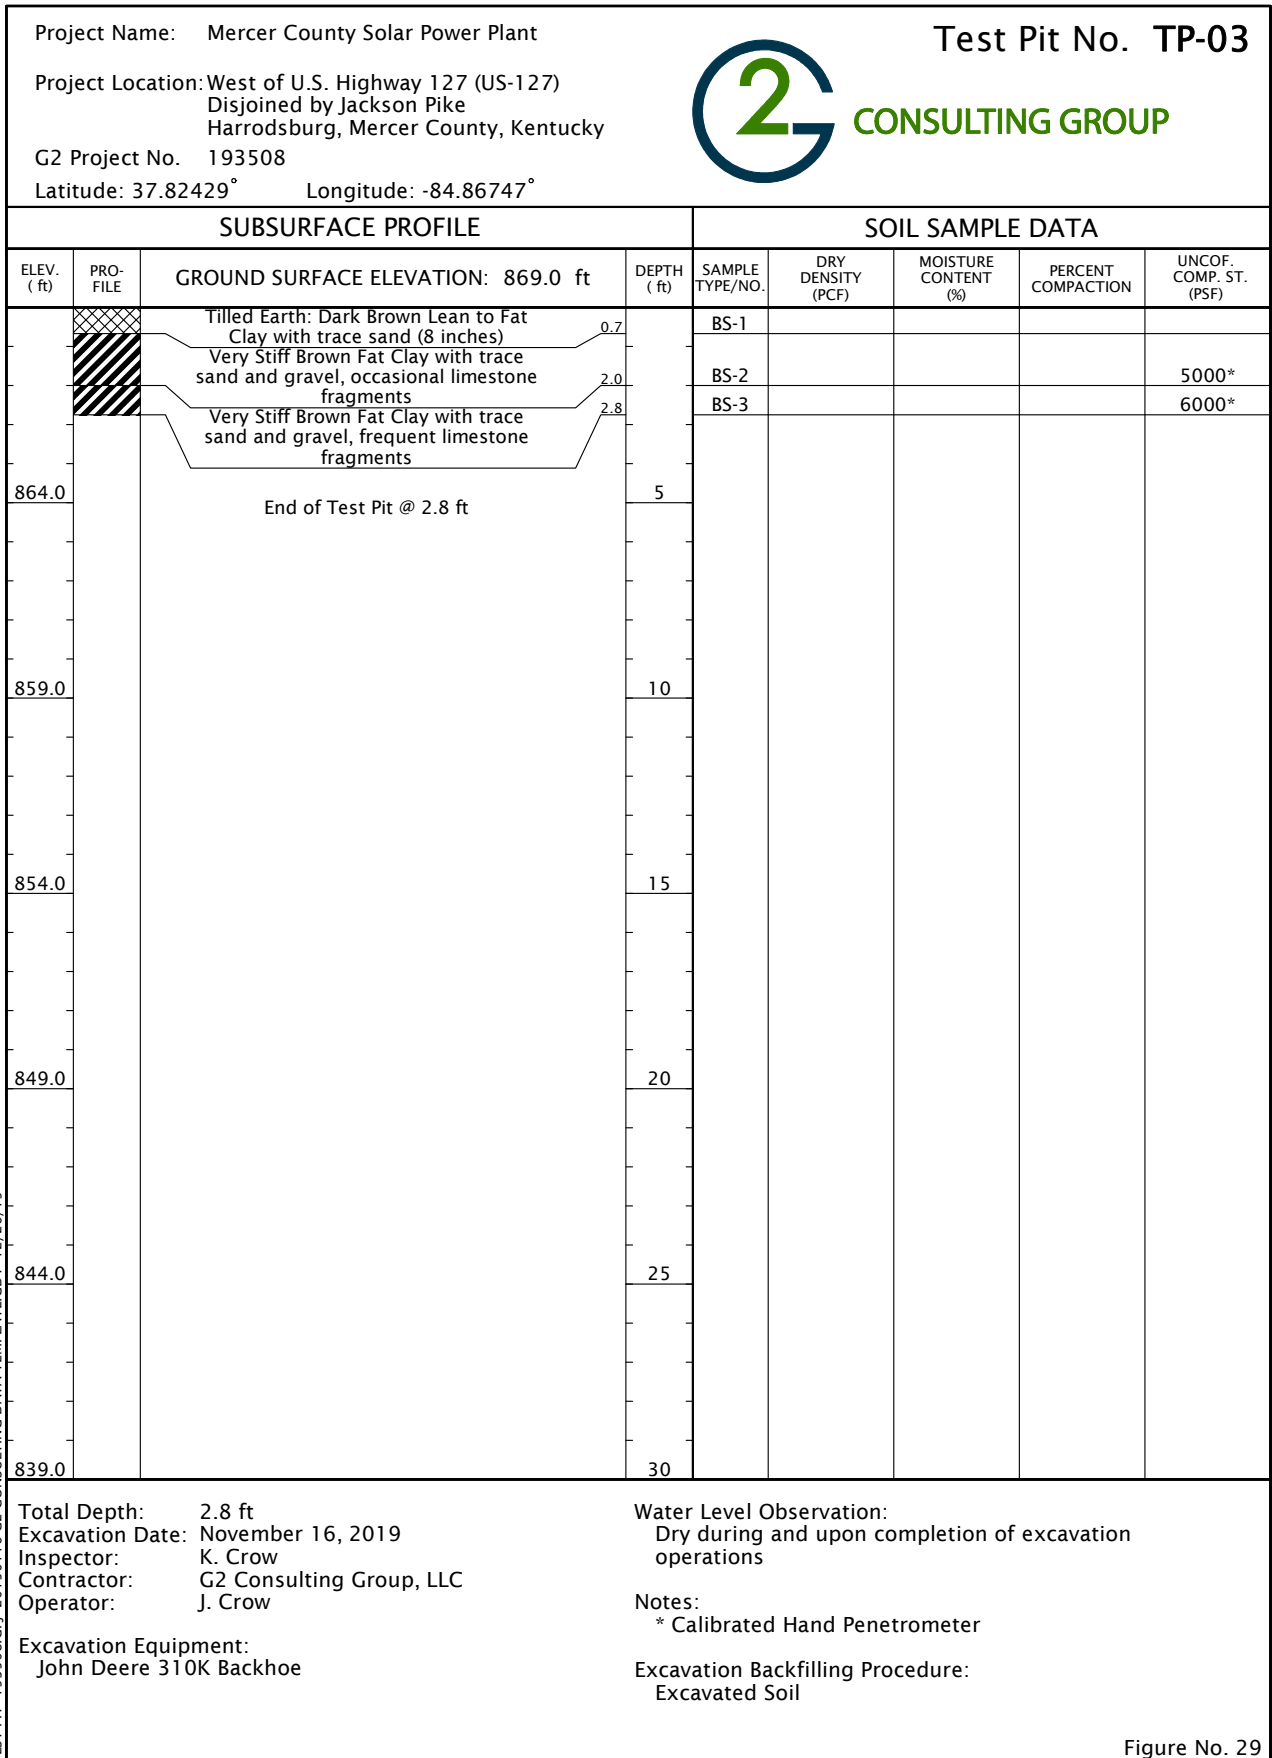 Project Name: Mercer County Solar Power Plant
Project Location: West of U.S. Highway 127 (US-127)
Disjoined by Jackson Pike
Harrodsburg, Mercer County, Kentucky
G2 Project No. 193508
Latitude: 37.82429° Longitude: -84.86747°
G2 CONSULTING GROUP
Test Pit No. TP-03
SUBSURFACE PROFILE
SOIL SAMPLE DATA
ELEV. ( ft)
PRO- FILE
GROUND SURFACE ELEVATION: 869.0 ft
DEPTH ( ft)
SAMPLE TYPE/NO.
DRY DENSITY (PCF)
MOISTURE CONTENT (%)
PERCENT COMPACTION
UNCOF. COMP. ST. (PSF)
Tilled Earth: Dark Brown Lean to Fat
Clay with trace sand (8 inches)
0.7
BS-1
Very Stiff Brown Fat Clay with trace
sand and gravel, occasional limestone
fragments
2.0
BS-2
5000*
Very Stiff Brown Fat Clay with trace
sand and gravel, frequent limestone
fragments
2.8
BS-3
6000*
864.0
5
End of Test Pit @ 2.8 ft
859.0
10
854.0
15
849.0
20
844.0
25
839.0
30
Total Depth: 2.8 ft
Excavation Date: November 16, 2019
Inspector: K. Crow
Contractor: G2 Consulting Group, LLC
Operator: J. Crow
Excavation Equipment:
John Deere 310K Backhoe
Water Level Observation:
Dry during and upon completion of excavation
operations
Notes:
* Calibrated Hand Penetrometer
Excavation Backfilling Procedure:
Excavated Soil
Figure No. 29